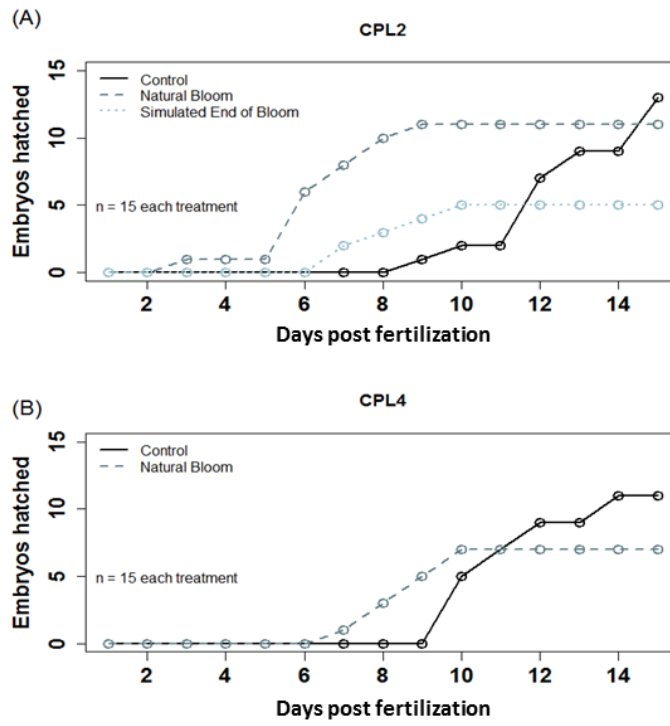 (A)
CPL2
15
10
5
0
Embryos hatched
Control
Natural Bloom
Simulated End of Bloom
n = 15 each treatment
2 4 6 8 10 12 14
Days post fertilization
(B)
CPL4
15
10
5
0
Embryos hatched
Control
Natural Bloom
n = 15 each treatment
2 4 6 8 10 12 14
Days post fertilization